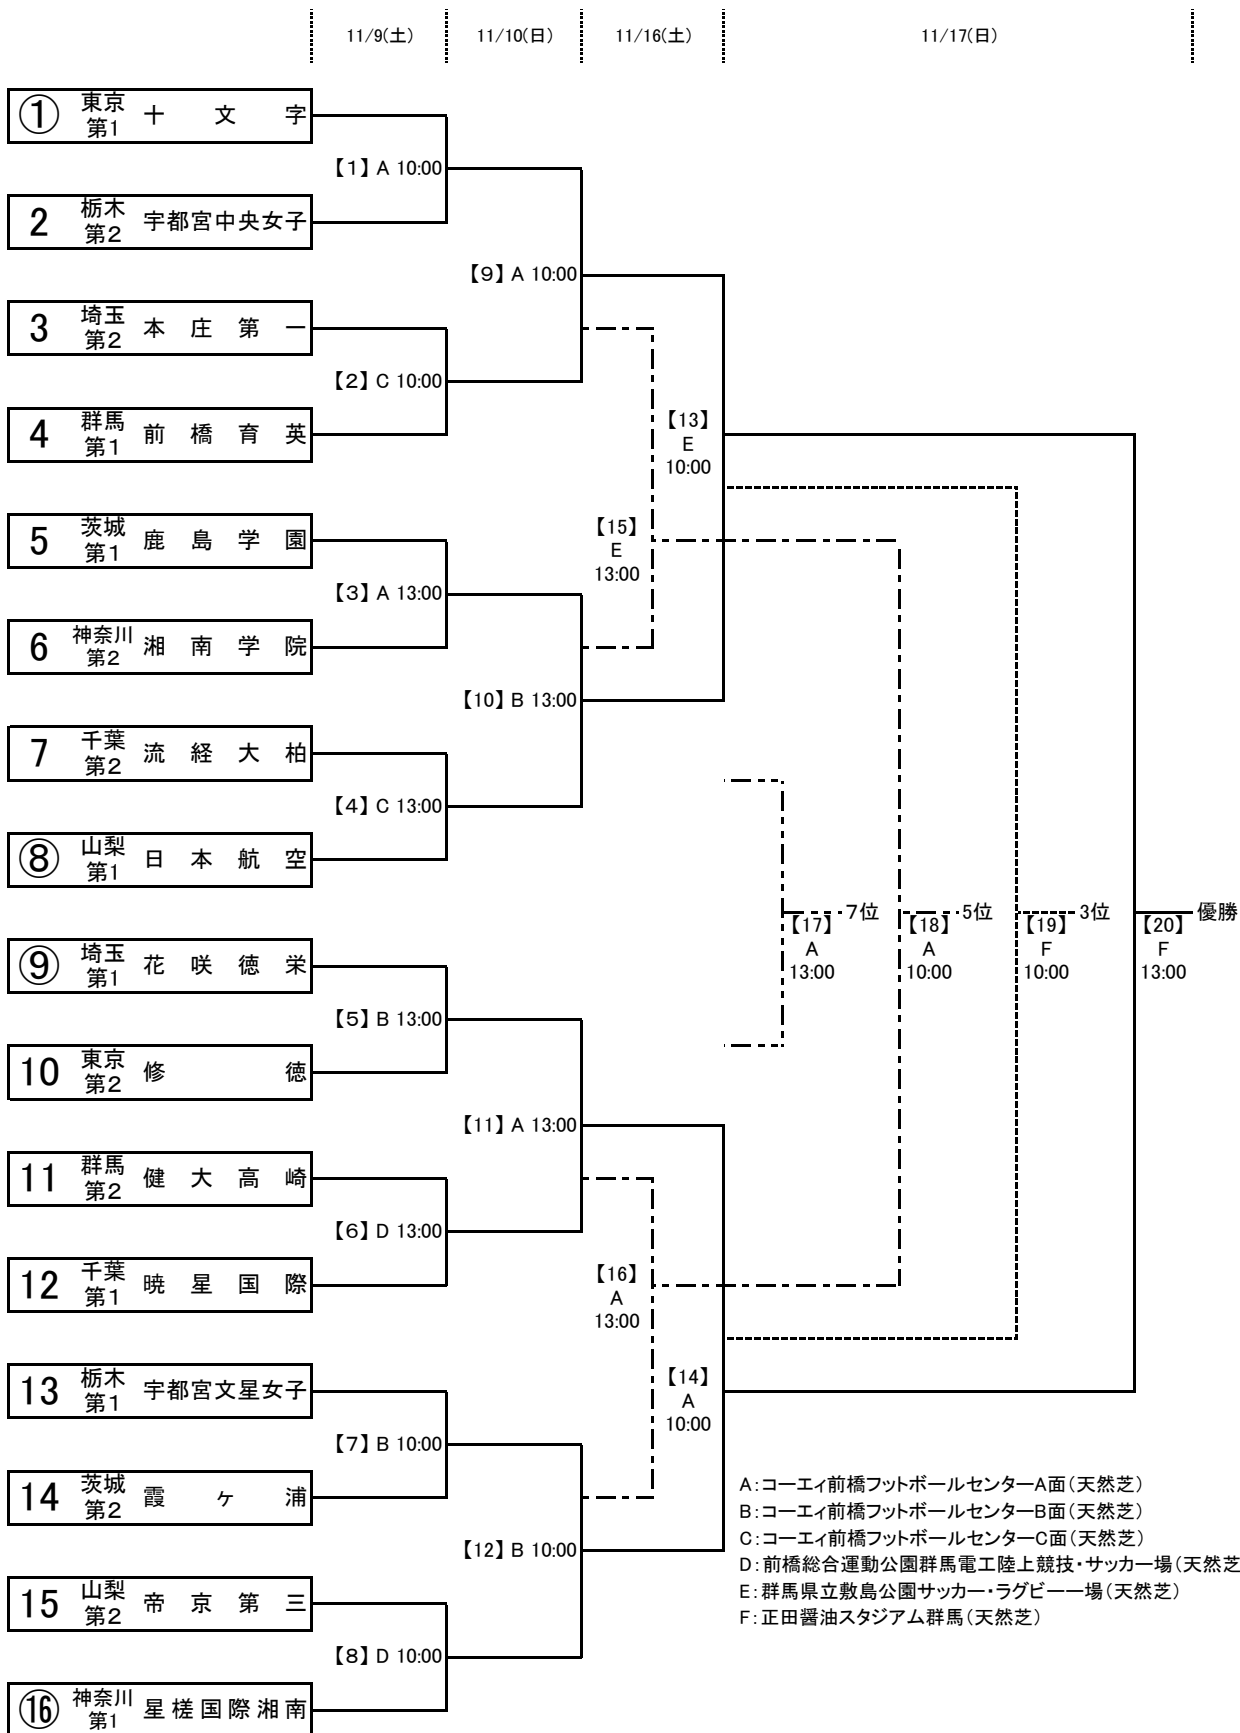 11/9(土) 11/10(日) 11/16(土) 11/17(日)
① 東京第1 十文字
【1】 A 10:00
2 栃木第2 宇都宮中央女子
【9】 A 10:00
3 埼玉第2 本庄第一
【2】 C 10:00
4 群馬第1 前橋育英
【13】
E
10:00
5 茨城第1 鹿島学園
【15】
E
13:00
【3】 A 13:00
6 神奈川第2 湘南学院
【10】 B 13:00
7 千葉第2 流経大柏
【4】 C 13:00
⑧ 山梨第1 日本航空
7位 5位 3位 優勝
【17】 【18】 【19】 【20】
A A F F
13:00 10:00 10:00 13:00
⑨ 埼玉第1 花咲徳栄
【5】 B 13:00
10 東京第2 修徳
【11】 A 13:00
11 群馬第2 健大高崎
【6】 D 13:00
12 千葉第1 暁星国際
【16】
A
13:00
13 栃木第1 宇都宮文星女子
【14】
A
10:00
【7】 B 10:00
14 茨城第2 霞ヶ浦
【12】 B 10:00
15 山梨第2 帝京第三
【8】 D 10:00
⑯ 神奈川第1 星槎国際湘南
A:コーエィ前橋フットボールセンターA面(天然芝)
B:コーエィ前橋フットボールセンターB面(天然芝)
C:コーエィ前橋フットボールセンターC面(天然芝)
D:前橋総合運動公園群馬電工陸上競技・サッカー場(天然芝
E:群馬県立敷島公園サッカー・ラグビーー場(天然芝)
F:正田醤油スタジアム群馬(天然芝)